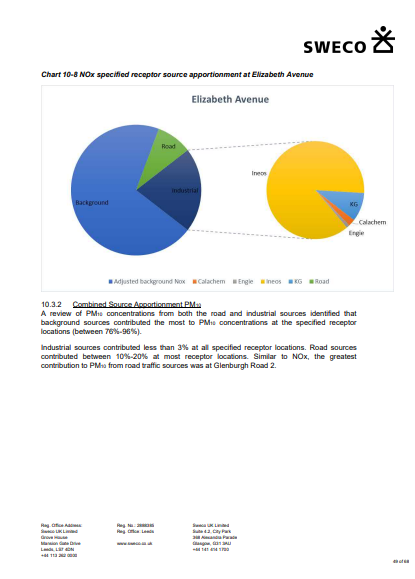 SWECO
Chart 10-8 NOx specified receptor source apportionment at Elizabeth Avenue
Elizabeth Avenue
Road
Industrial
Background
Ineos
KG
Calachem
Engie
Adjusted background Nox Calachem Engie Ineos KG Road
10.3.2 Combined Source Apportionment PM10
A review of PM10 concentrations from both the road and industrial sources identified that
background sources contributed the most to PM10 concentrations at the specified receptor
locations (between 76%-96%).
Industrial sources contributed less than 3% at all specified receptor locations. Road sources
contributed between 10%-20% at most receptor locations. Similar to NOx, the greatest
contribution to PM10 from road traffic sources was at Glenburgh Road 2.
Reg. Office Address:
Sweco UK Limited
Grove House
Mansion Gate Drive
Leeds, LS7 4DN
+44 113 262 0000
Reg. No.: 2888385
Reg. Office: Leeds
www.sweco.co.uk
Sweco UK Limited
Suite 4.2, City Park
368 Alexandra Parade
Glasgow, G31 3AU
+44 141 414 1700
49 of 68